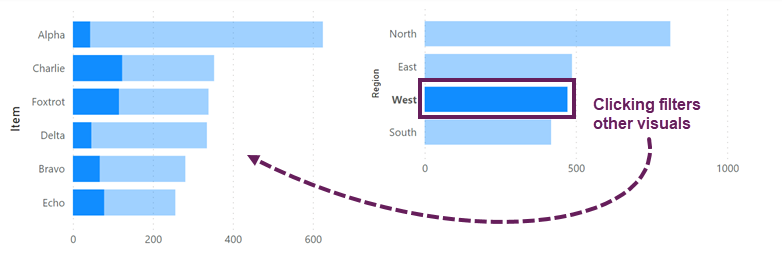 Item
Alpha
Charlie
Foxtrot
Delta
Bravo
Echo
0 200 400 600
Region
North
East
West
South
0 500 1000
Clicking filters
other visuals